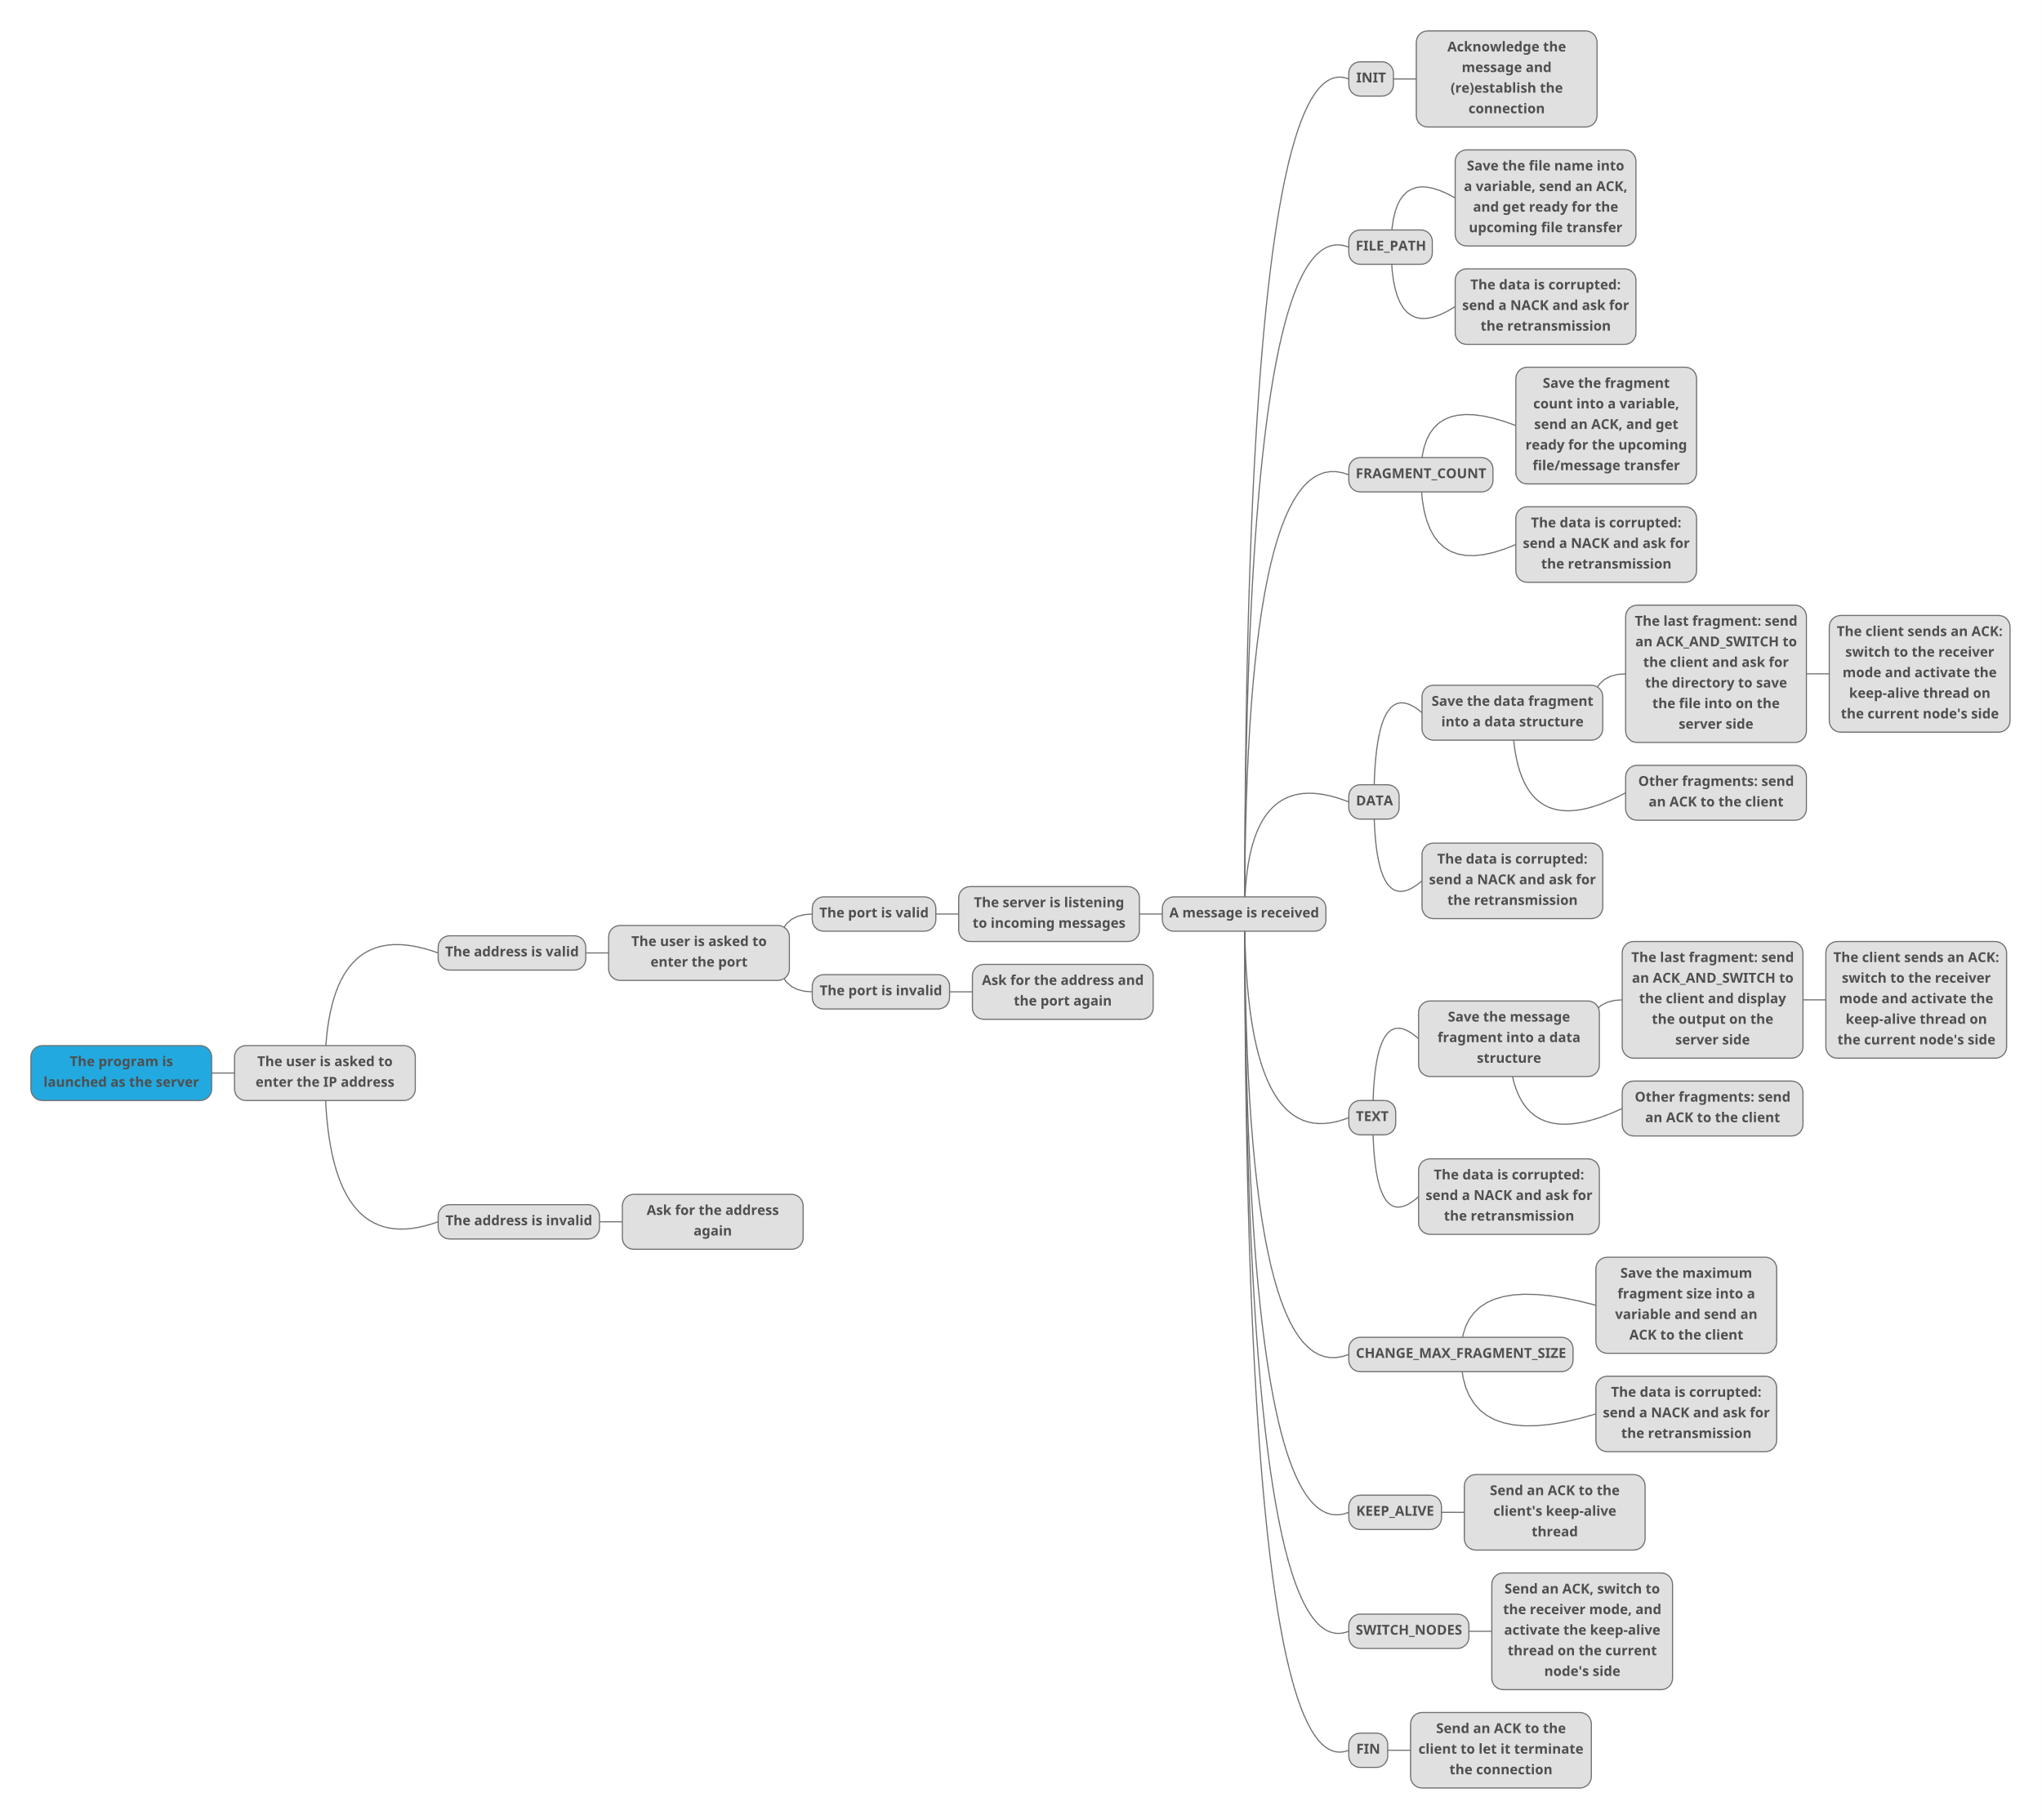 The program is
launched as the server
The user is asked to
enter the IP address
The address is valid
The user is asked to
enter the port
The port is valid
The server is listening
to incoming messages
A message is received
INIT
Acknowledge the
message and
(re)establish the
connection
FILE_PATH
Save the file name into
a variable, send an ACK,
and get ready for the
upcoming file transfer
The data is corrupted:
send a NACK and ask for
the retransmission
FRAGMENT_COUNT
Save the fragment
count into a variable,
send an ACK, and get
ready for the upcoming
file/message transfer
The data is corrupted:
send a NACK and ask for
the retransmission
DATA
Save the data fragment
into a data structure
The last fragment: send
an ACK_AND_SWITCH to
the client and ask for
the directory to save
the file into on the
server side
The client sends an ACK:
switch to the receiver
mode and activate the
keep-alive thread on
the current node's side
Other fragments: send
an ACK to the client
The data is corrupted:
send a NACK and ask for
the retransmission
TEXT
Save the message
fragment into a data
structure
The last fragment: send
an ACK_AND_SWITCH to
the client and display
the output on the
server side
The client sends an ACK:
switch to the receiver
mode and activate the
keep-alive thread on
the current node's side
Other fragments: send
an ACK to the client
The data is corrupted:
send a NACK and ask for
the retransmission
CHANGE_MAX_FRAGMENT_SIZE
Save the maximum
fragment size into a
variable and send an
ACK to the client
The data is corrupted:
send a NACK and ask for
the retransmission
KEEP_ALIVE
Send an ACK to the
client's keep-alive
thread
SWITCH_NODES
Send an ACK, switch to
the receiver mode, and
activate the keep-alive
thread on the current
node's side
FIN
Send an ACK to the
client to let it terminate
the connection
The port is invalid
Ask for the address and
the port again
The address is invalid
Ask for the address
again